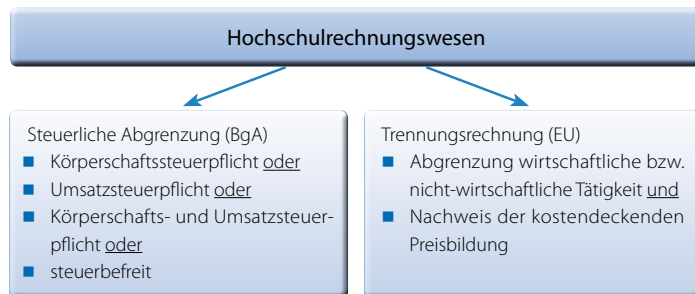 Hochschulrechnungswesen
Steuerliche Abgrenzung (BgA)
■ Körperschaftssteuerpflicht oder
■ Umsatzsteuerpflicht oder
■ Körperschafts- und Umsatzsteuer-
pflicht oder
■ steuerbefreit
Trennungsrechnung (EU)
■ Abgrenzung wirtschaftliche bzw.
nicht-wirtschaftliche Tätigkeit und
■ Nachweis der kostendeckenden
Preisbildung